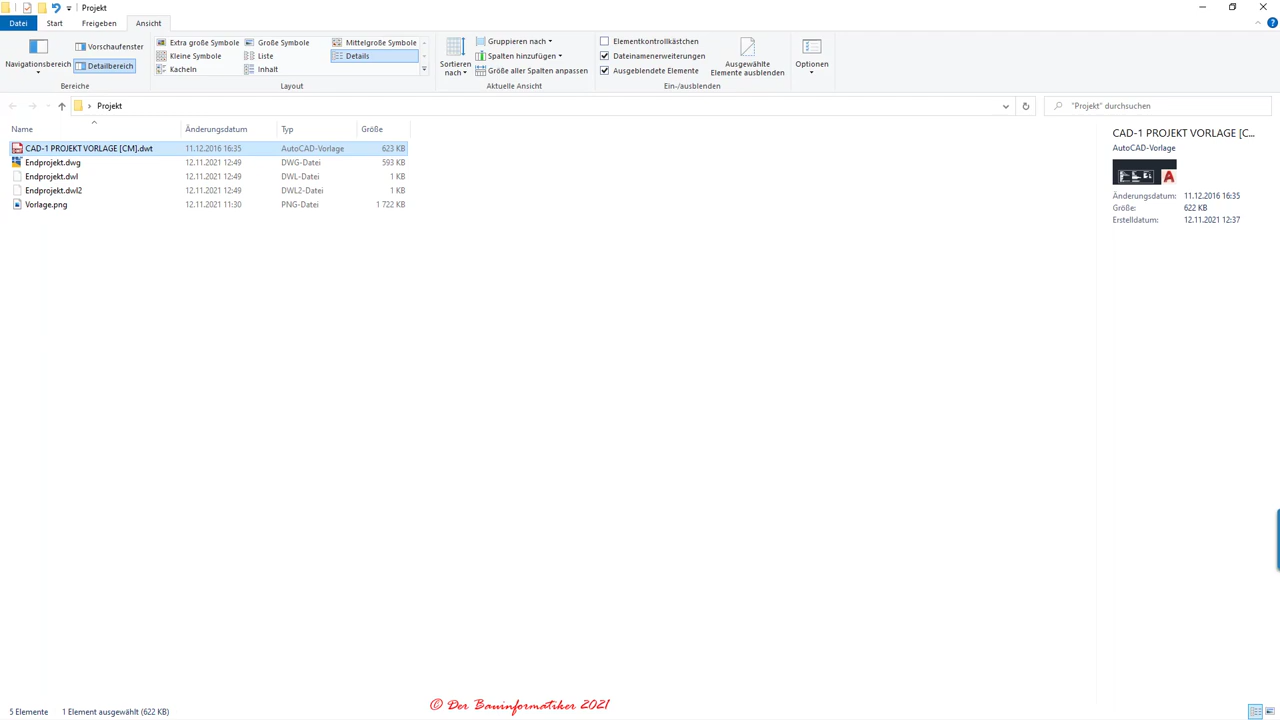 Projekt
Datei Start Freigeben Ansicht
Navigationsbereich
Vorschaufenster
Detailbereich
Bereiche
Extra große Symbole Große Symbole Mittelgroße Symbole
Kleine Symbole Liste Details
Kacheln Inhalt
Layout
Sortieren nach
Gruppieren nach
Spalten hinzufügen
Größe aller Spalten anpassen
Aktuelle Ansicht
Elementkontrollkästchen
Dateinamenerweiterungen
Ausgeblendete Elemente
Ausgewählte Elemente ausblenden
Ein-/ausblenden
Optionen
Projekt
"Projekt" durchsuchen
Name Änderungsdatum Typ Größe
CAD-1 PROJEKT VORLAGE [CM].dwt 11.12.2016 16:35 AutoCAD-Vorlage 623 KB
Endprojekt.dwg 12.11.2021 12:49 DWG-Datei 593 KB
Endprojekt.dwl 12.11.2021 12:49 DWL-Datei 1 KB
Endprojekt.dwl2 12.11.2021 12:49 DWL2-Datei 1 KB
Vorlage.png 12.11.2021 11:30 PNG-Datei 1 722 KB
CAD-1 PROJEKT VORLAGE [C...
AutoCAD-Vorlage
Änderungsdatum: 11.12.2016 16:35
Größe: 622 KB
Erstelldatum: 12.11.2021 12:37
© Der Bauinformatiker 2021
5 Elemente 1 Element ausgewählt (622 KB)